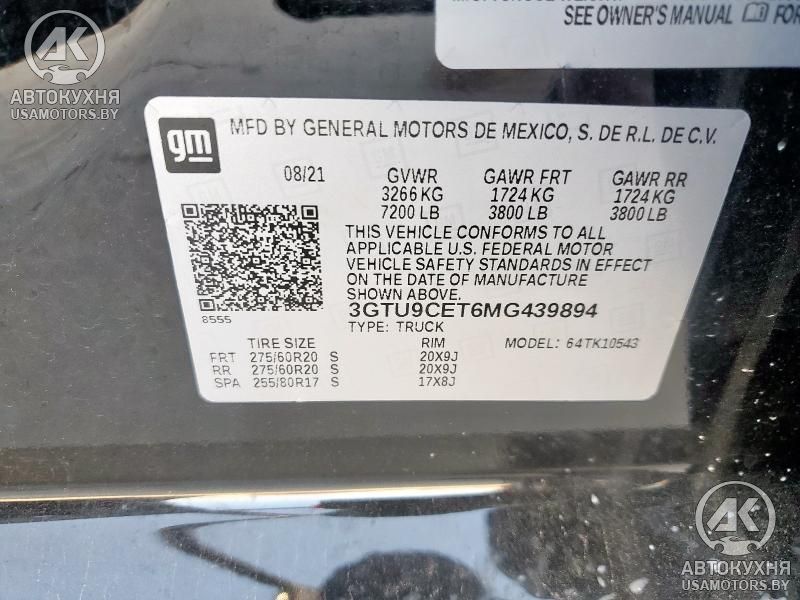 SEE OWNER'S MANUAL FOR
AK
АВТОКУХНЯ
USAMOTORS.BY
gm
MFD BY GENERAL MOTORS DE MEXICO, S. DE R.L. DE C.V.
08/21 GVWR GAWR FRT GAWR RR
3266 KG 1724 KG 1724 KG
7200 LB 3800 LB 3800 LB
THIS VEHICLE CONFORMS TO ALL
APPLICABLE U.S. FEDERAL MOTOR
VEHICLE SAFETY STANDARDS IN EFFECT
ON THE DATE OF MANUFACTURE
SHOWN ABOVE.
8555
3GTU9CET6MG439894
TYPE: TRUCK
TIRE SIZE RIM MODEL: 64TK10543
FRT 275/60R20 S 20X9J
RR 275/60R20 S 20X9J
SPA 255/80R17 S 17X8J
AK
АВТОКУХНЯ
USAMOTORS.BY